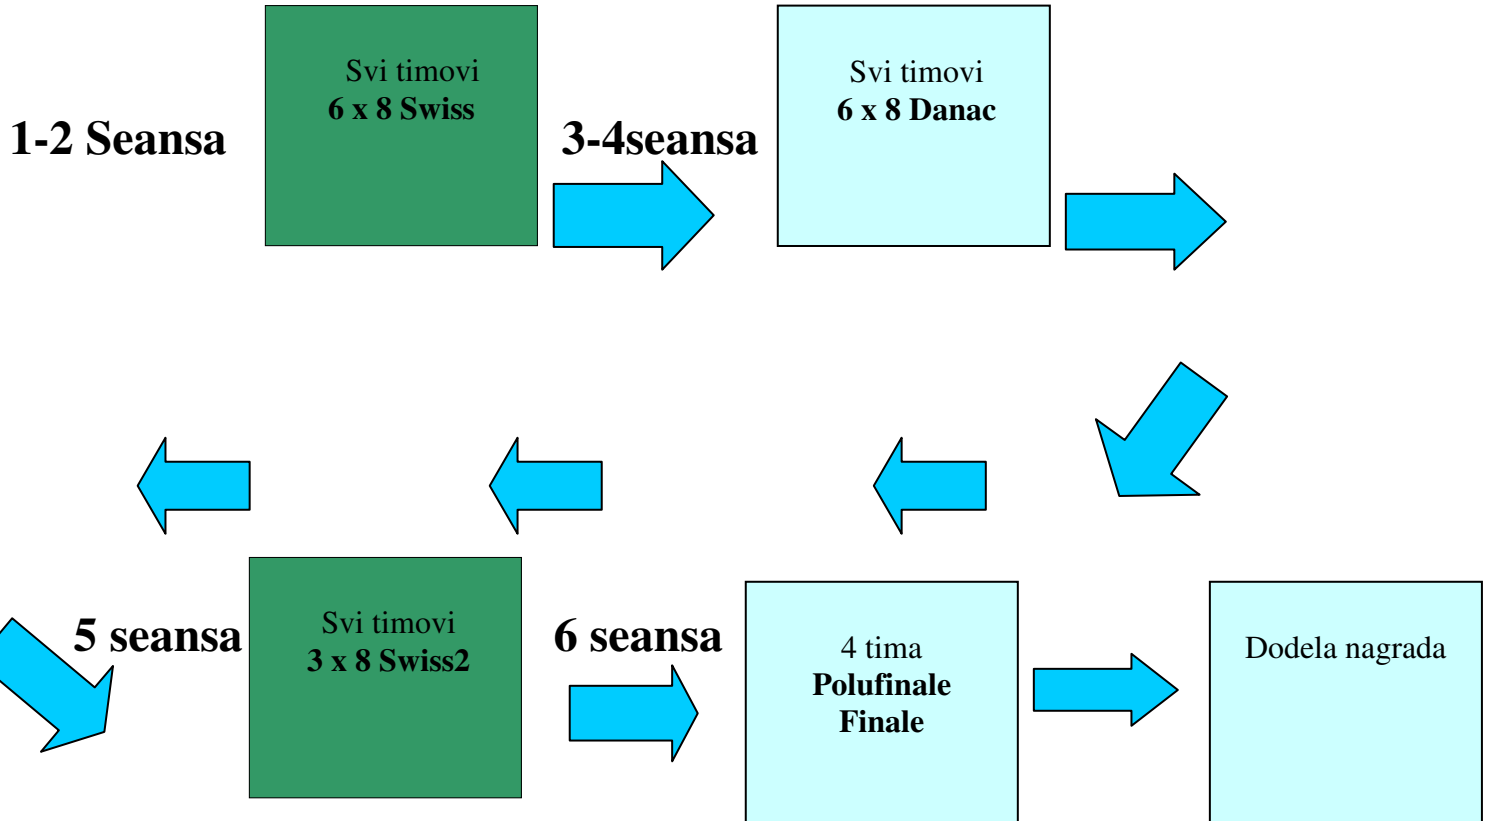 1-2 Seansa
Svi timovi
6 x 8 Swiss
3-4seansa
Svi timovi
6 x 8 Danac
5 seansa
Svi timovi
3 x 8 Swiss2
6 seansa
4 tima
Polufinale
Finale
Dodela nagrada